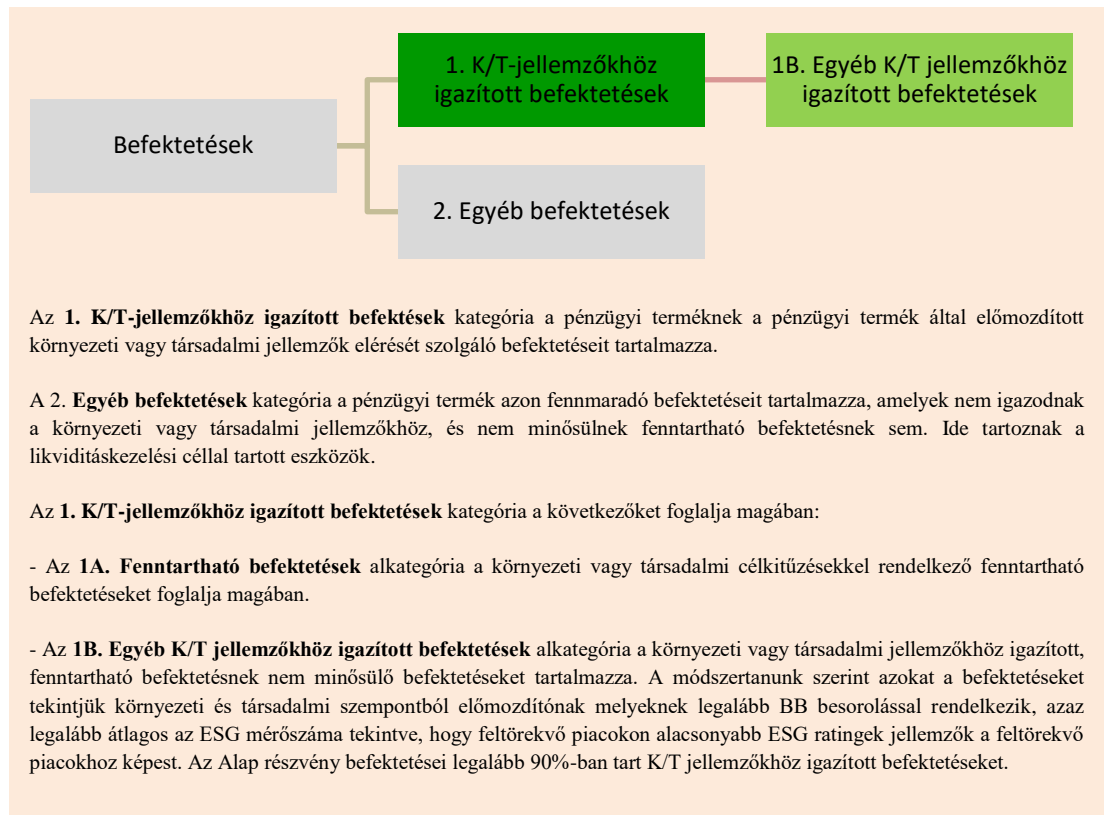 1. K/T-jellemzőkhöz
igazított befektetések
1B. Egyéb K/T jellemzőkhöz
igazított befektetések
Befektetések
2. Egyéb befektetések
Az 1. K/T-jellemzőkhöz igazított befektések kategória a pénzügyi terméknek a pénzügyi termék által előmozdított
környezeti vagy társadalmi jellemzők elérését szolgáló befektetéseit tartalmazza.
A 2. Egyéb befektetések kategória a pénzügyi termék azon fennmaradó befektetéseit tartalmazza, amelyek nem igazodnak
a környezeti vagy társadalmi jellemzőkhöz, és nem minősülnek fenntartható befektetésnek sem. Ide tartoznak a
likviditáskezelési céllal tartott eszközök.
Az 1. K/T-jellemzőkhöz igazított befektetések kategória a következőket foglalja magában:
- Az 1A. Fenntartható befektetések alkategória a környezeti vagy társadalmi célkitűzésekkel rendelkező fenntartható
befektetéseket foglalja magában.
- Az 1B. Egyéb K/T jellemzőkhöz igazított befektetések alkategória a környezeti vagy társadalmi jellemzőkhöz igazított,
fenntartható befektetésnek nem minősülő befektetéseket tartalmazza. A módszertanunk szerint azokat a befektetéseket
tekintjük környezeti és társadalmi szempontból előmozdítónak melyeknek legalább BB besorolással rendelkezik, azaz
legalább átlagos az ESG mérőszáma tekintve, hogy feltörekvő piacokon alacsonyabb ESG ratingek jellemzők a feltörekvő
piacokhoz képest. Az Alap részvény befektetései legalább 90%-ban tart K/T jellemzőkhöz igazított befektetéseket.